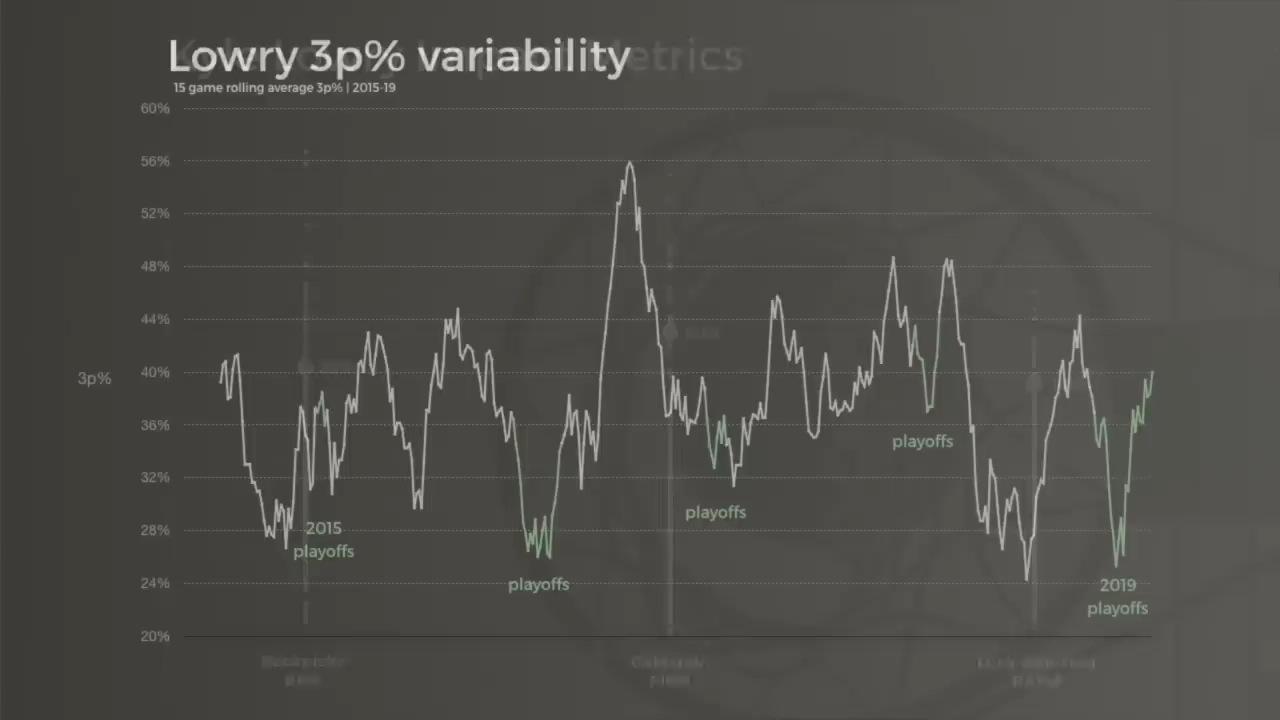 Lowry 3p% variability
15 game rolling average 3p% | 2015-19
60%
56%
52%
48%
44%
3p%
40%
36%
32%
28%
24%
20%
playoffs
playoffs
2015
playoffs
playoffs
2019
playoffs